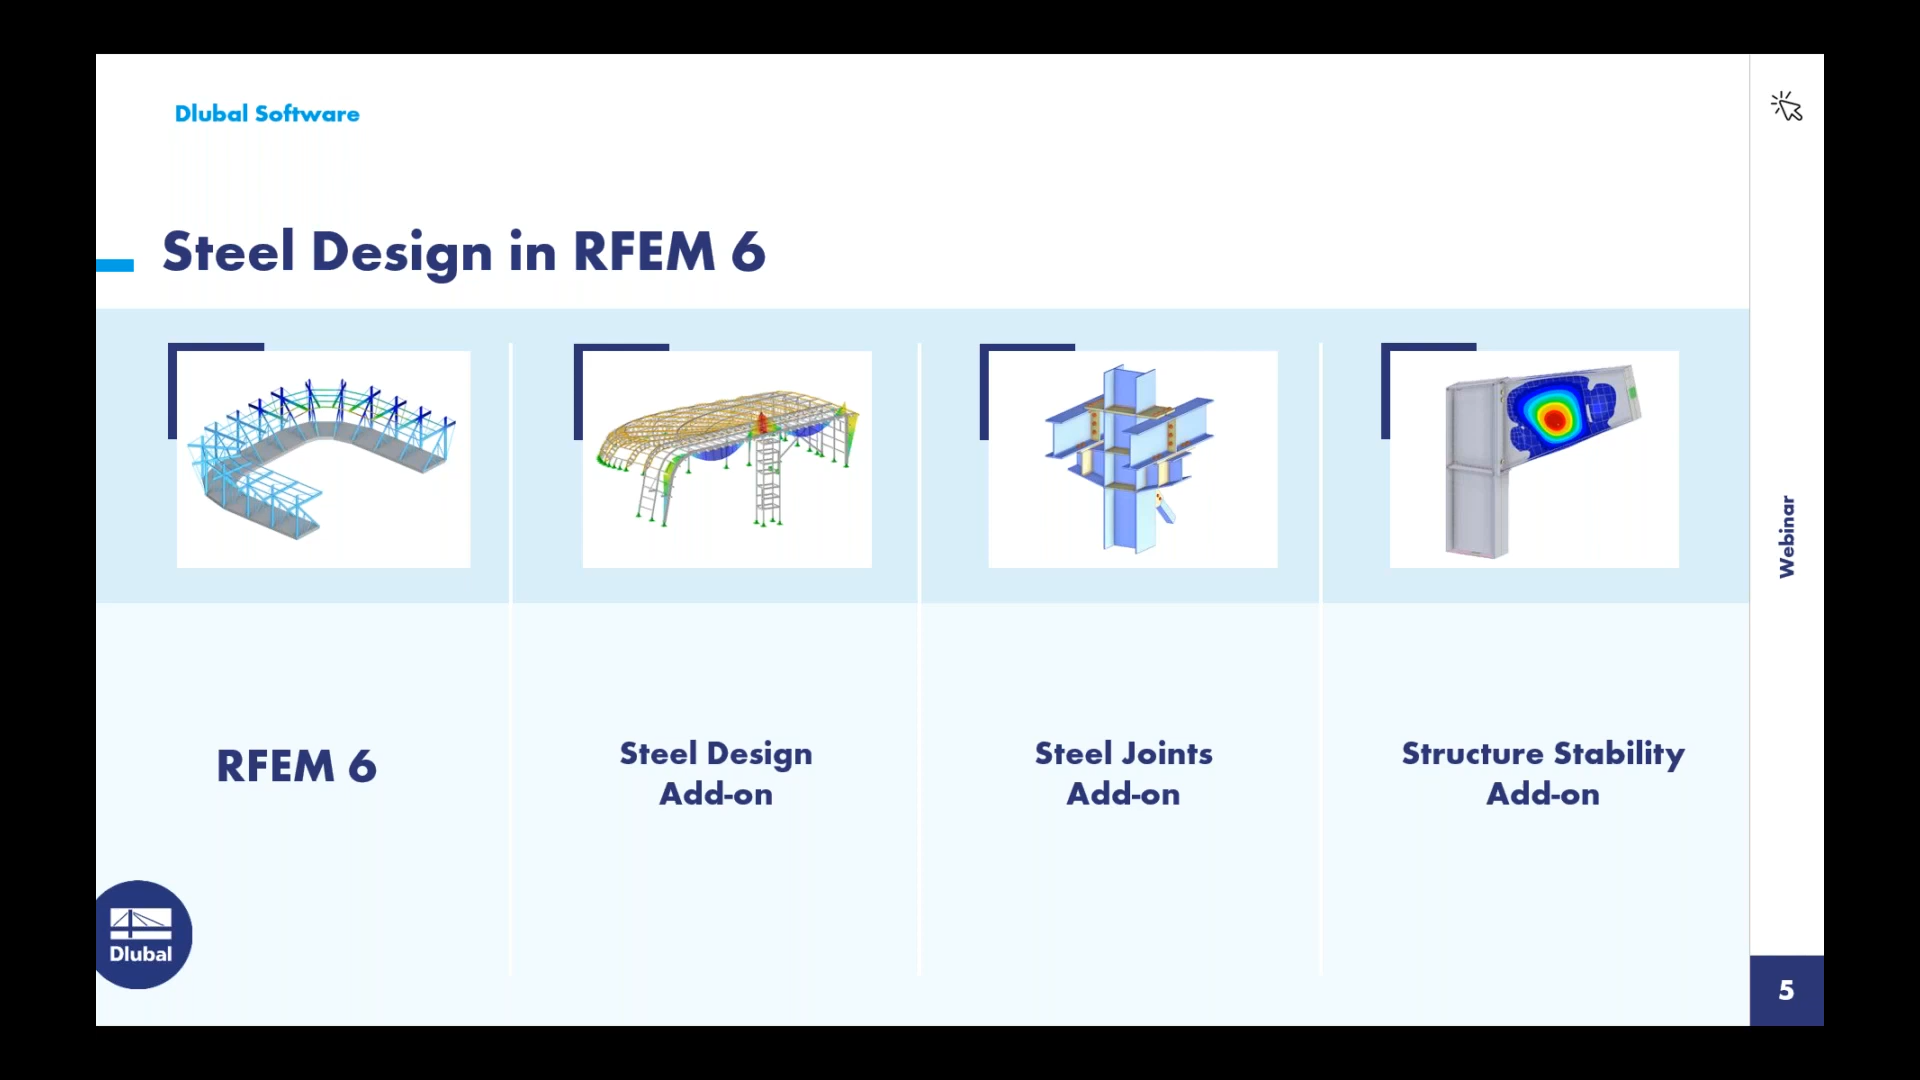 Dlubal Software
Steel Design in RFEM 6
RFEM 6
Steel Design
Add-on
Steel Joints
Add-on
Structure Stability
Add-on
Webinar
Dlubal
5